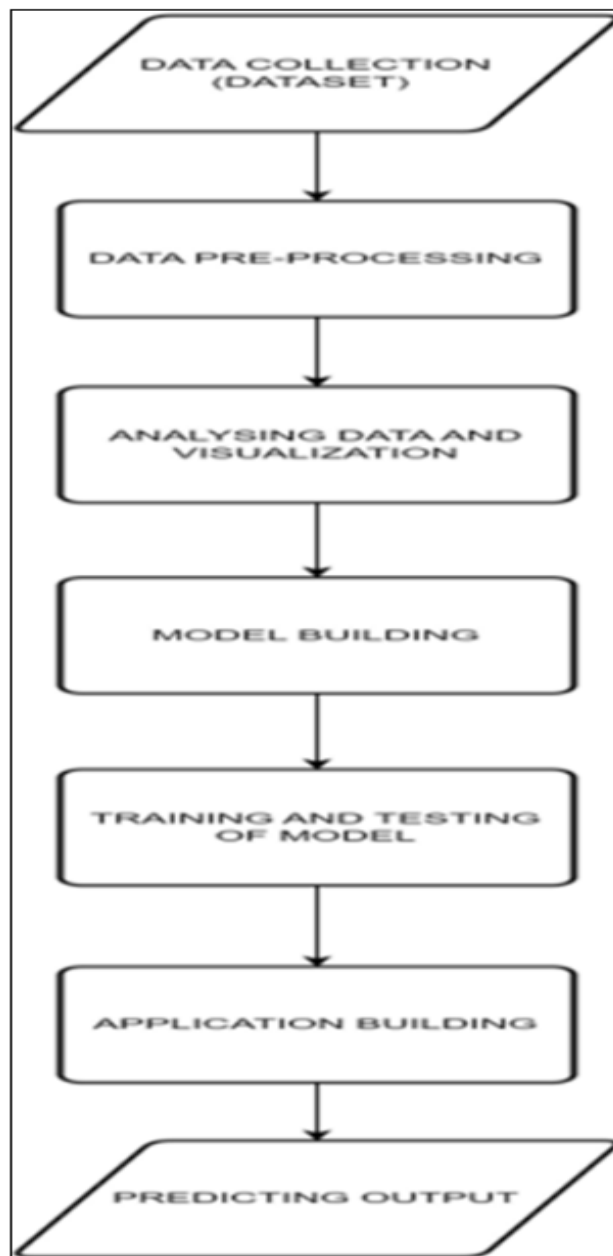 DATA COLLECTION
(DATASET)
DATA PRE-PROCESSING
ANALYSING DATA AND
VISUALIZATION
MODEL BUILDING
TRAINING AND TESTING
OF MODEL
APPLICATION BUILDING
PREDICTING OUTPUT